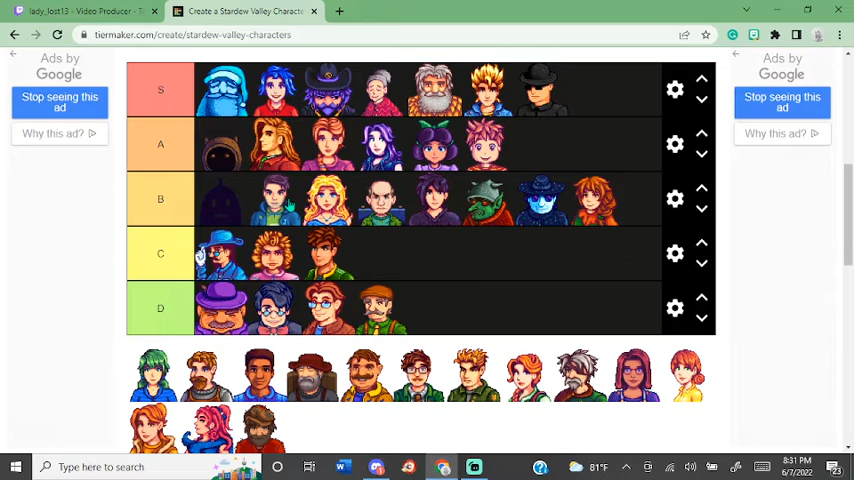 lady_lost13 - Video Producer - T
Create a Stardew Valley Characte
tiermaker.com/create/stardew-valley-characters
Ads by
Google
Stop seeing this
ad
Why this ad?
S
A
B
C
D
Ads by
Google
Stop seeing this
ad
Why this ad?
Type here to search
81°F
8:31 PM
6/7/2022
23